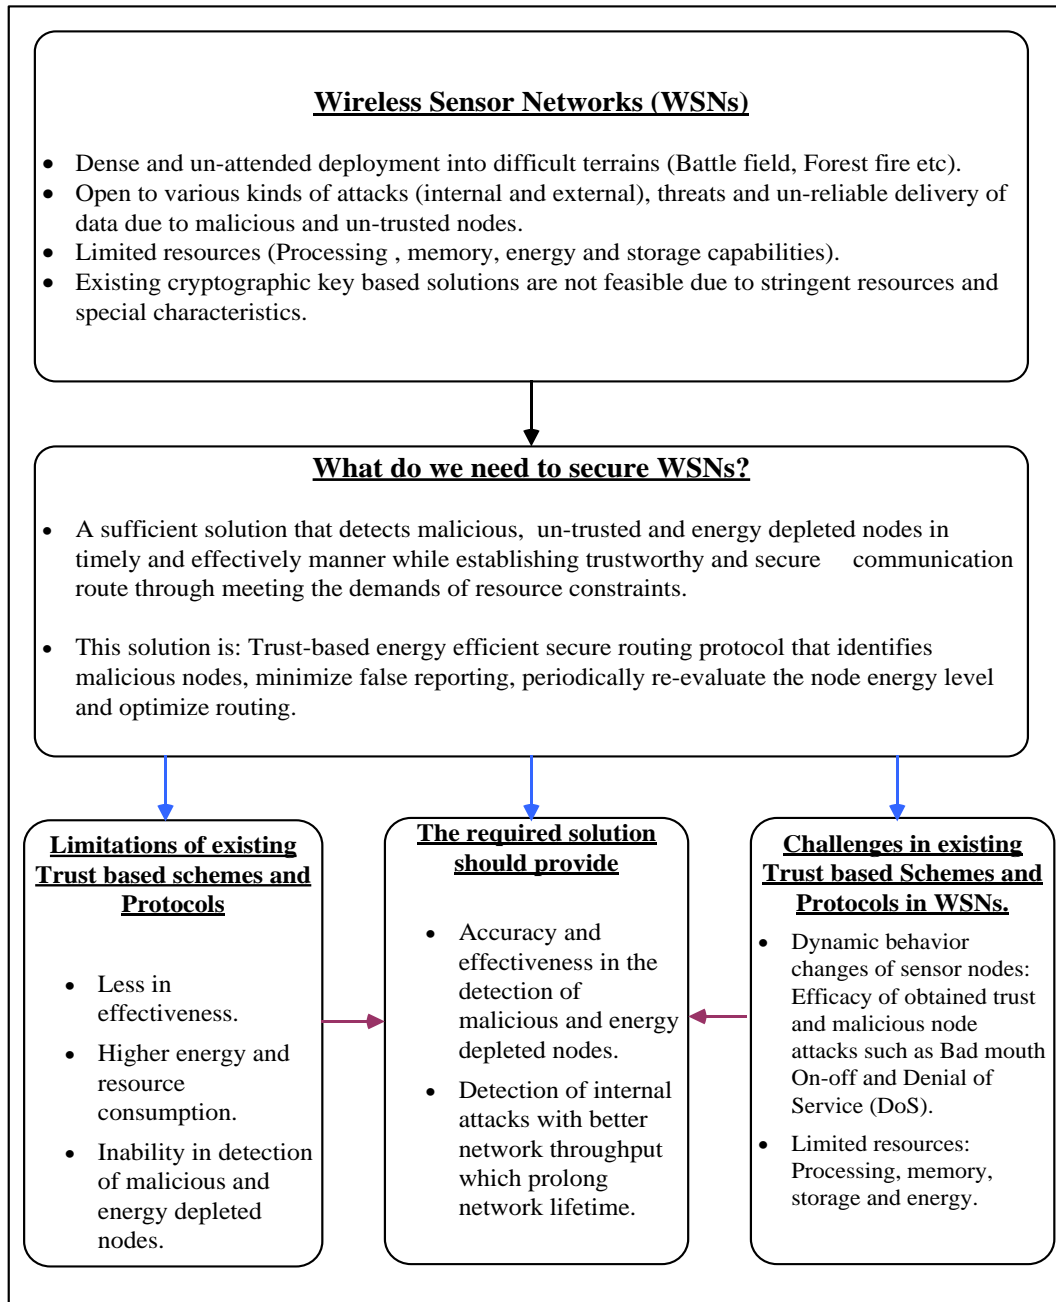 Wireless Sensor Networks (WSNs)
• Dense and un-attended deployment into difficult terrains (Battle field, Forest fire etc).
• Open to various kinds of attacks (internal and external), threats and un-reliable delivery of
data due to malicious and un-trusted nodes.
• Limited resources (Processing , memory, energy and storage capabilities).
• Existing cryptographic key based solutions are not feasible due to stringent resources and
special characteristics.
What do we need to secure WSNs?
• A sufficient solution that detects malicious, un-trusted and energy depleted nodes in
timely and effectively manner while establishing trustworthy and secure communication
route through meeting the demands of resource constraints.
• This solution is: Trust-based energy efficient secure routing protocol that identifies
malicious nodes, minimize false reporting, periodically re-evaluate the node energy level
and optimize routing.
Limitations of existing
Trust based schemes and
Protocols
• Less in
effectiveness.
• Higher energy and
resource
consumption.
• Inability in detection
of malicious and
energy depleted
nodes.
The required solution
should provide
• Accuracy and
effectiveness in the
detection of
malicious and energy
depleted nodes.
• Detection of internal
attacks with better
network throughput
which prolong
network lifetime.
Challenges in existing
Trust based Schemes and
Protocols in WSNs.
• Dynamic behavior
changes of sensor nodes:
Efficacy of obtained trust
and malicious node
attacks such as Bad mouth
On-off and Denial of
Service (DoS).
• Limited resources:
Processing, memory,
storage and energy.